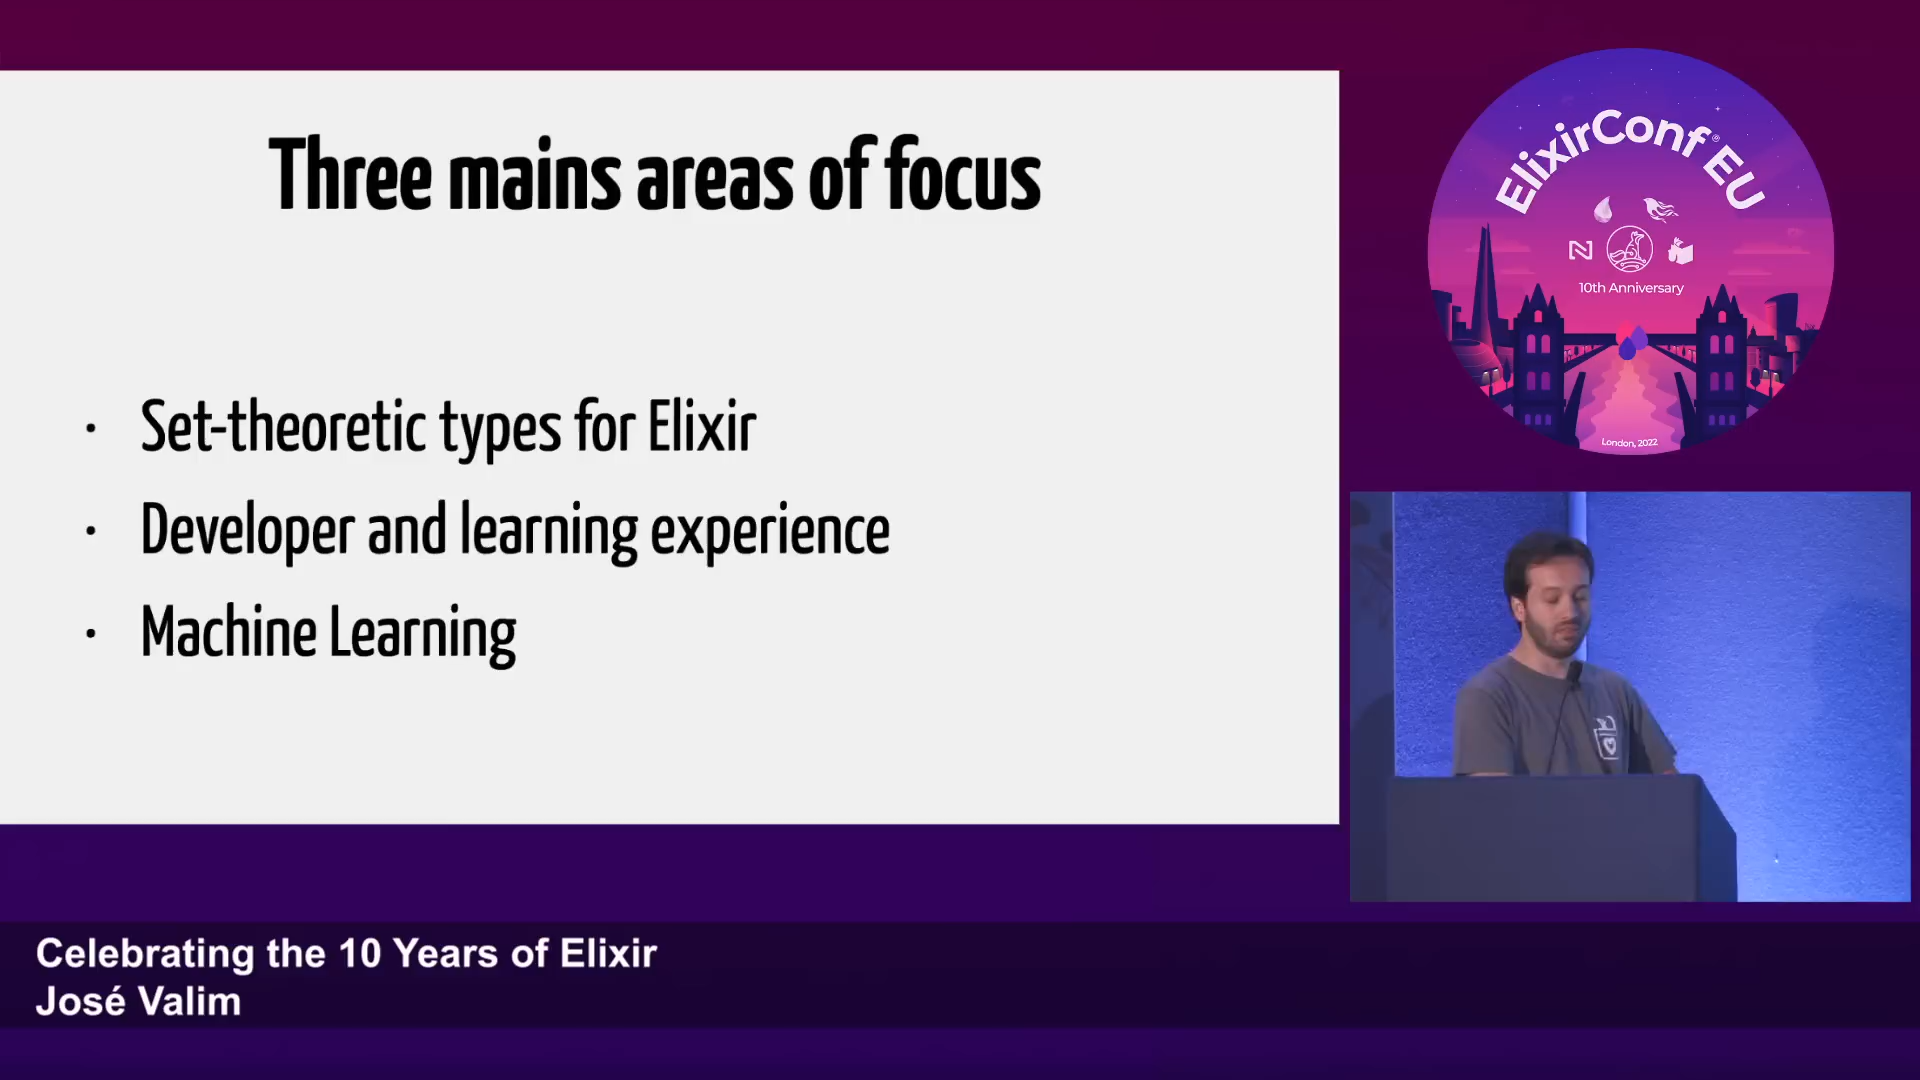 Three mains areas of focus
· Set-theoretic types for Elixir
· Developer and learning experience
· Machine Learning
ElixirConf® EU
10th Anniversary
London, 2022
Celebrating the 10 Years of Elixir
José Valim